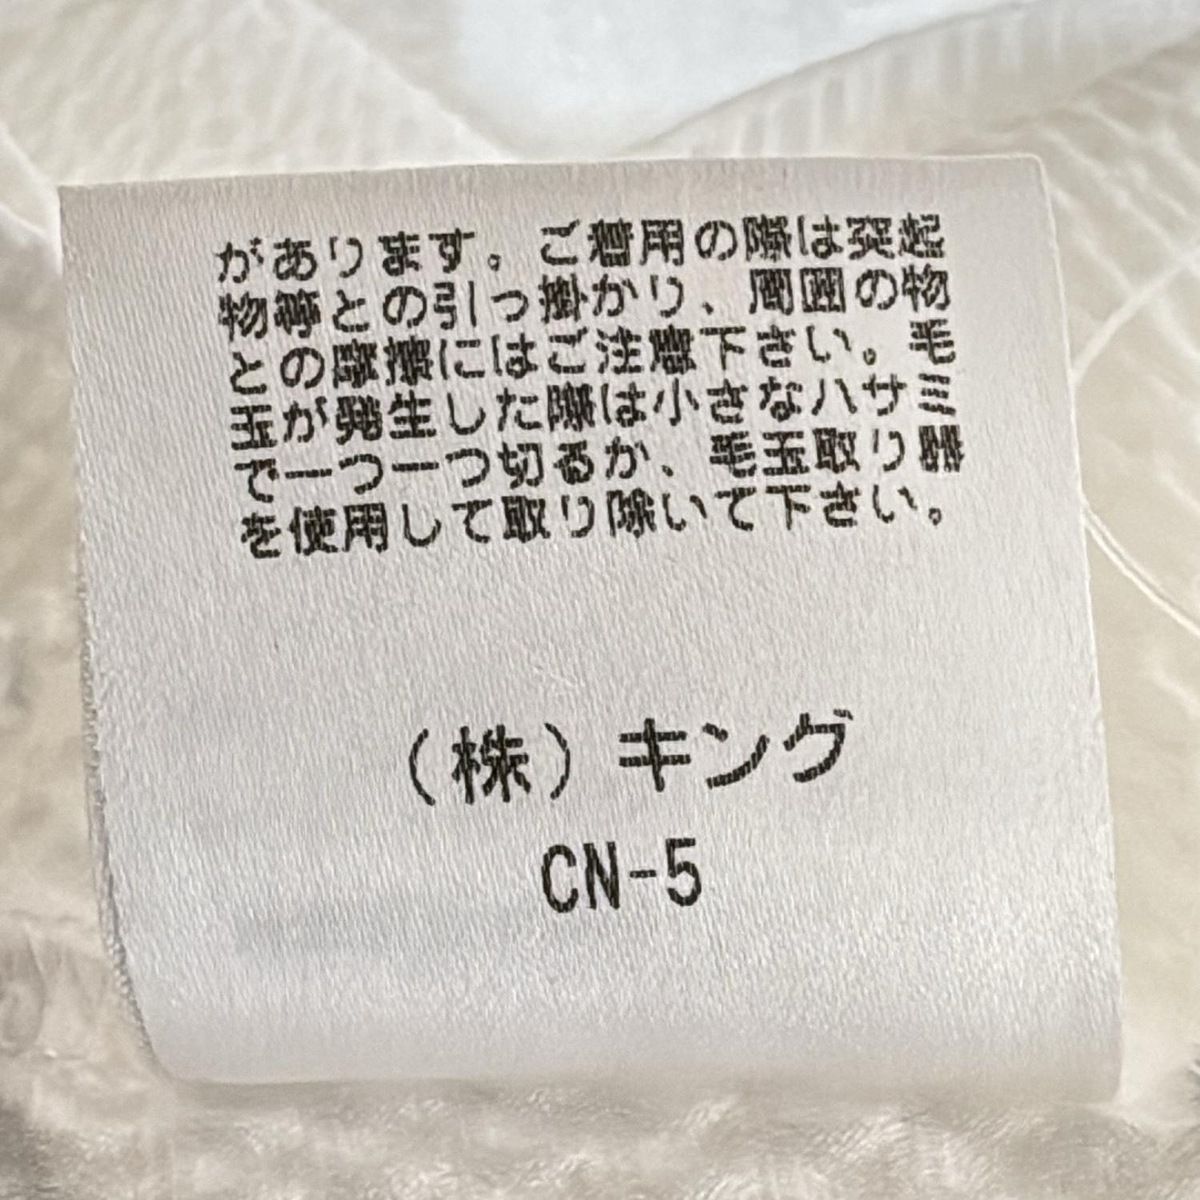 があります。ご着用の際は突起
物等との引っ掛かり、周囲の物
との摩擦にはご注意下さい。毛
玉が発生した際は小さなハサミ
で一つ一つ切るか、毛玉取り器
を使用して取り除いて下さい。
（株）キング
CN-5